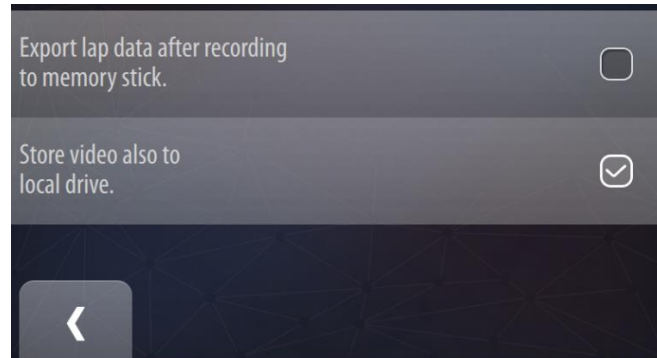 Export lap data after recording
to memory stick.
Store video also to
local drive.